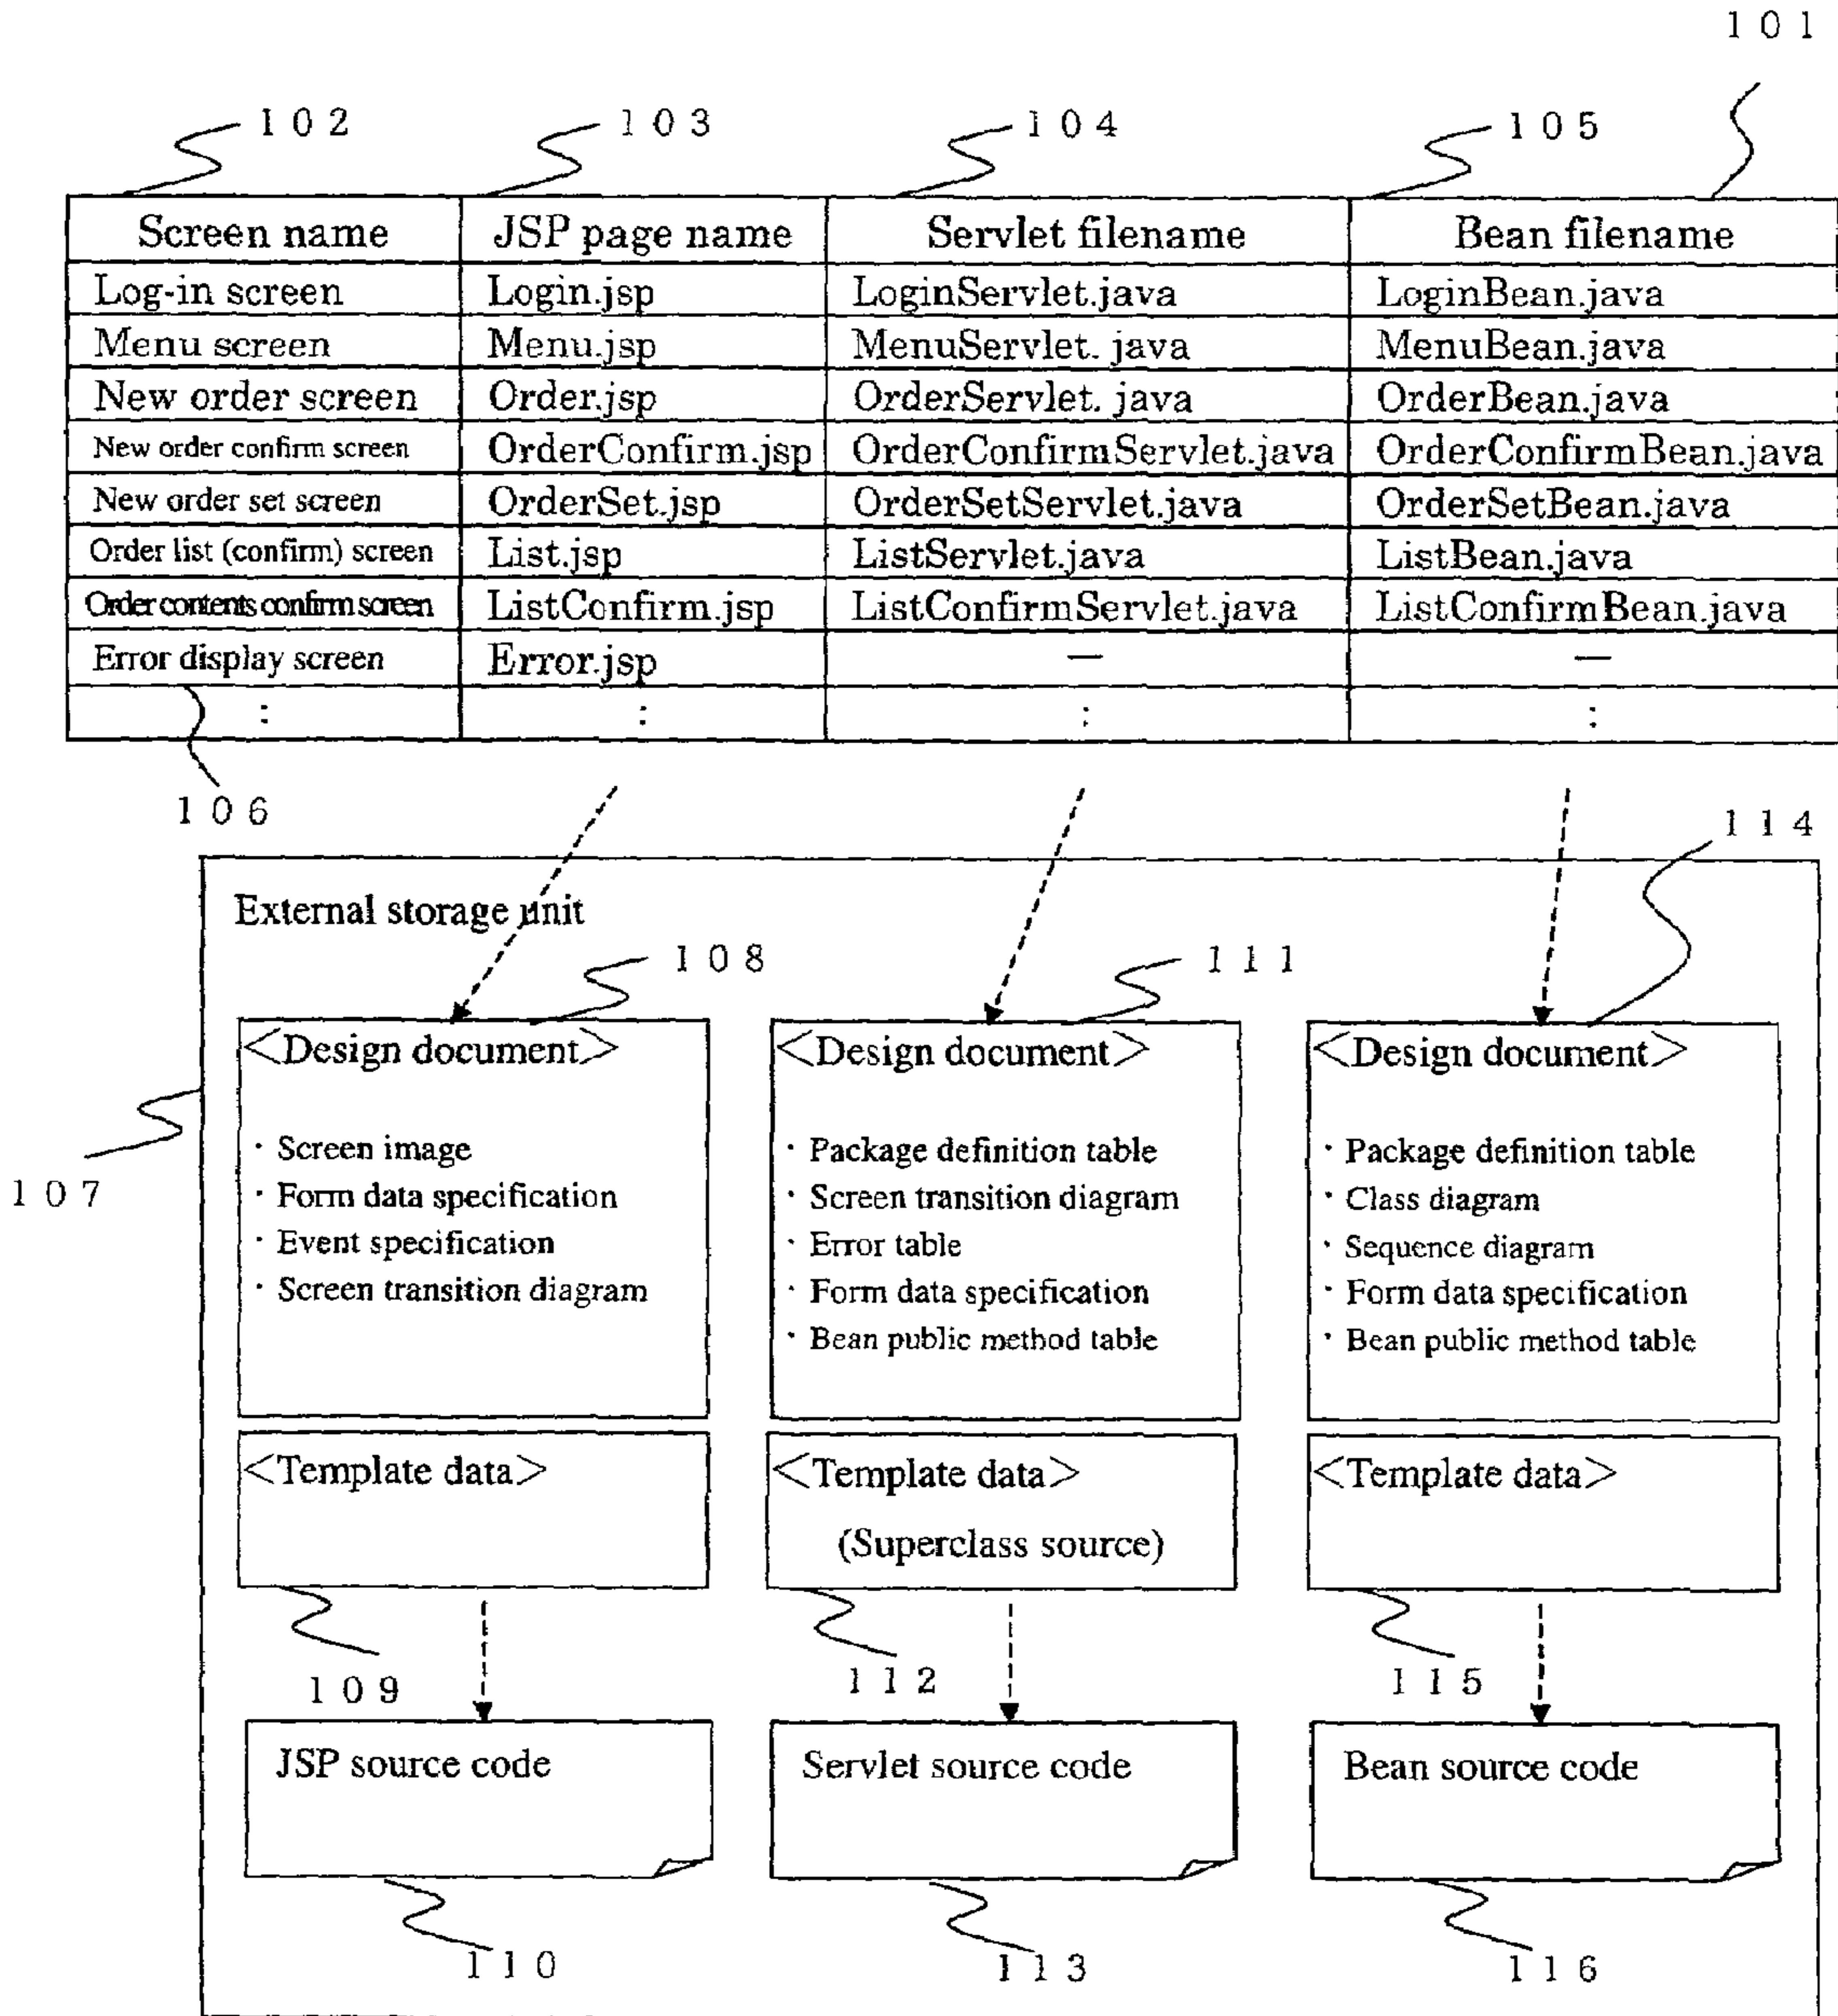 101
102 103 104 105
Screen name JSP page name Servlet filename Bean filename
Log-in screen Login.jsp LoginServlet.java LoginBean.java
Menu screen Menu.jsp MenuServlet. java MenuBean.java
New order screen Order.jsp OrderServlet. java OrderBean.java
New order confirm screen OrderConfirm.jsp OrderConfirmServlet.java OrderConfirmBean.java
New order set screen OrderSet.jsp OrderSetServlet.java OrderSetBean.java
Order list (confirm) screen List.jsp ListServlet.java ListBean.java
Order contents confirm screen ListConfirm.jsp ListConfirmServlet.java ListConfirmBean.java
Error display screen Error.jsp — —
: : : :
106
114
External storage unit
108 111
<Design document> <Design document> <Design document>
· Screen image · Package definition table · Package definition table
· Form data specification · Screen transition diagram · Class diagram
107
· Event specification · Error table · Sequence diagram
· Screen transition diagram · Form data specification · Form data specification
· Bean public method table · Bean public method table
<Template data> <Template data> <Template data>
(Superclass source)
109 112 115
JSP source code Servlet source code Bean source code
110 113 116